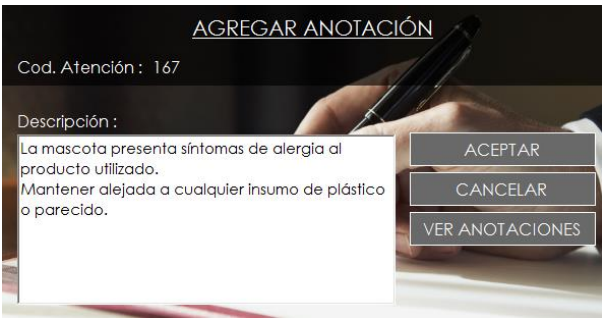 AGREGAR ANOTACIÓN
Cod. Atención : 167
Descripción :
La mascota presenta síntomas de alergia al
producto utilizado.
Mantener alejada a cualquier insumo de plástico
o parecido.
ACEPTAR
CANCELAR
VER ANOTACIONES